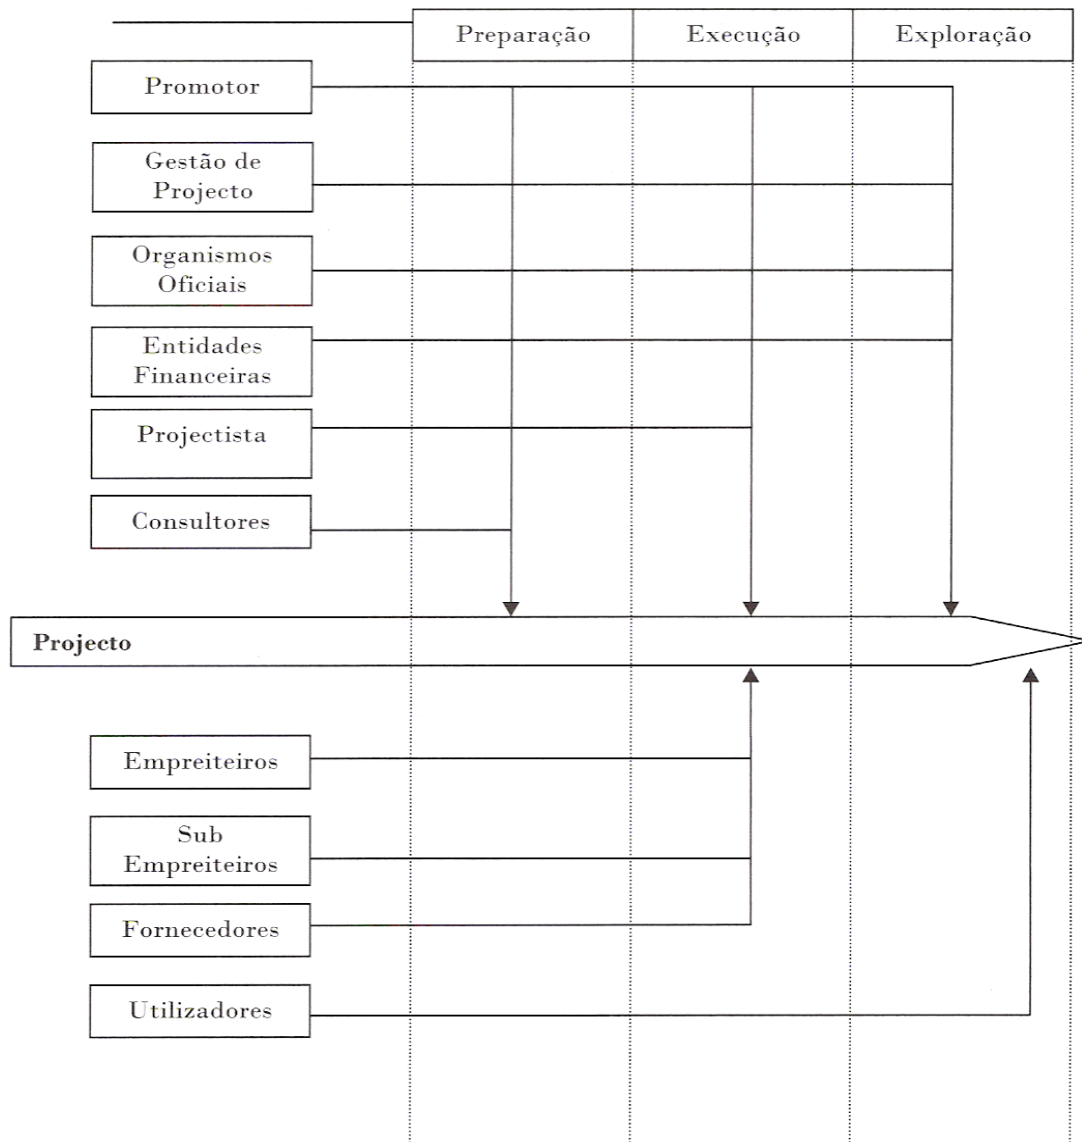 Preparação Execução Exploração
Promotor
Gestão de
Projecto
Organismos
Oficiais
Entidades
Financeiras
Projectista
Consultores
Projecto
Empreiteiros
Sub
Empreiteiros
Fornecedores
Utilizadores